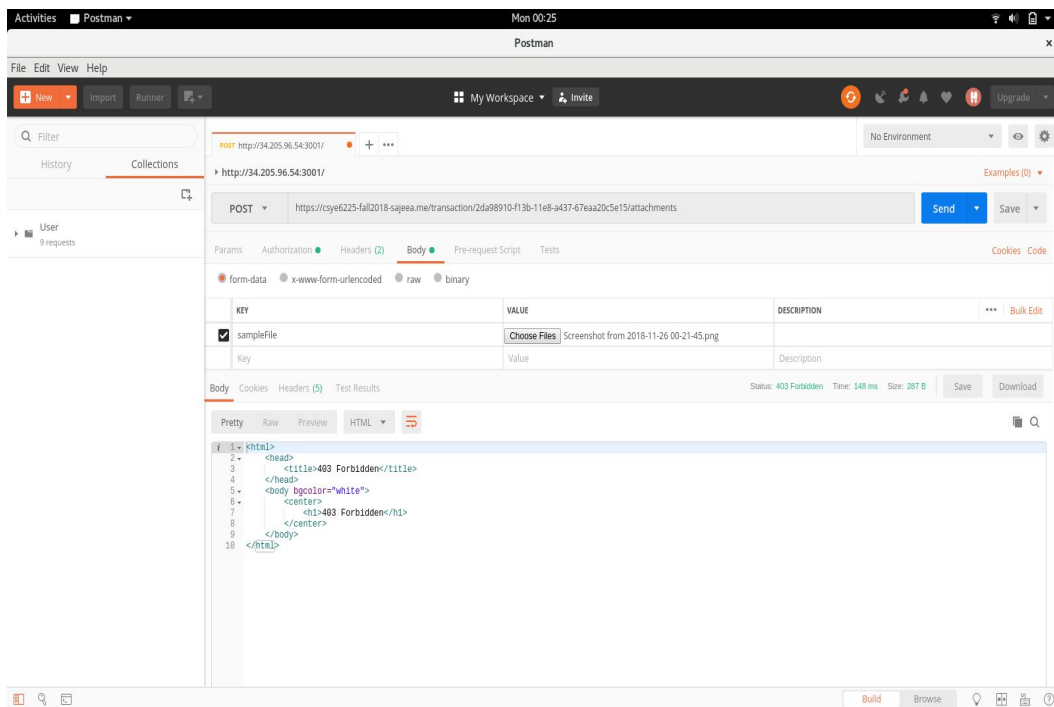 Activities Postman Mon 00:25
Postman x
File Edit View Help
New Import Runner My Workspace Invite Upgrade
Filter
History Collections
User
9 requests
POST http://34.205.96.54:3001/ + ••• No Environment
http://34.205.96.54:3001/ Examples (0)
POST https://csye6225-fall2018-sajeea.me/transaction/2da98910-f13b-11e8-a437-67eaa20c5e15/attachments Send Save
Params Authorization Headers (2) Body Pre-request Script Tests Cookies Code
form-data x-www-form-urlencoded raw binary
KEY VALUE DESCRIPTION ••• Bulk Edit
sampleFile Choose Files Screenshot from 2018-11-26 00-21-45.png
Key Value Description
Body Cookies Headers (5) Test Results Status: 403 Forbidden Time: 148 ms Size: 287 B Save Download
Pretty Raw Preview HTML
i 1 <html>
2 <head>
3 <title>403 Forbidden</title>
4 </head>
5 <body bgcolor="white">
6 <center>
7 <h1>403 Forbidden</h1>
8 </center>
9 </body>
10 </html>
Build Browse